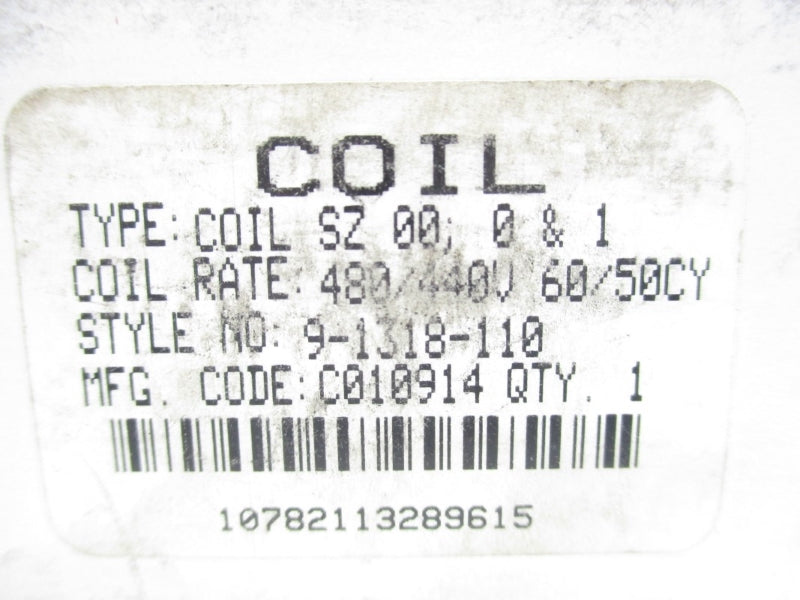 COIL
TYPE: COIL SZ 00; 0 & 1
COIL RATE: 480/440V 60/50CY
STYLE NO: 9-1318-110
MFG. CODE: C010914 QTY. 1
10782113289615